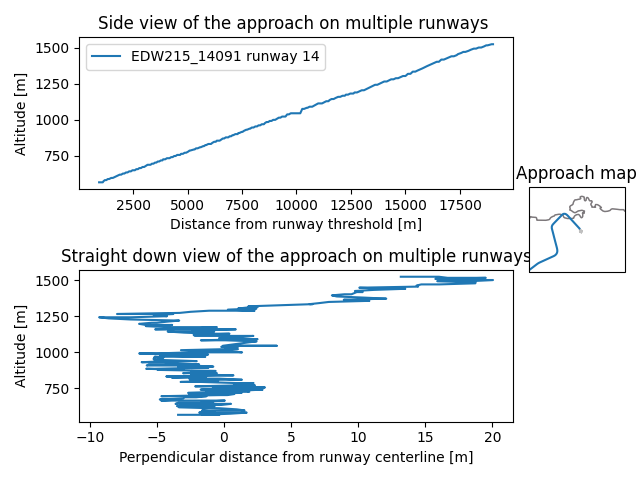 Side view of the approach on multiple runways
1500
1250
1000
750
Altitude [m]
EDW215_14091 runway 14
2500 5000 7500 10000 12500 15000 17500
Distance from runway threshold [m]
Approach map
Straight down view of the approach on multiple runways
1500
1250
1000
750
Altitude [m]
−10 −5 0 5 10 15 20
Perpendicular distance from runway centerline [m]